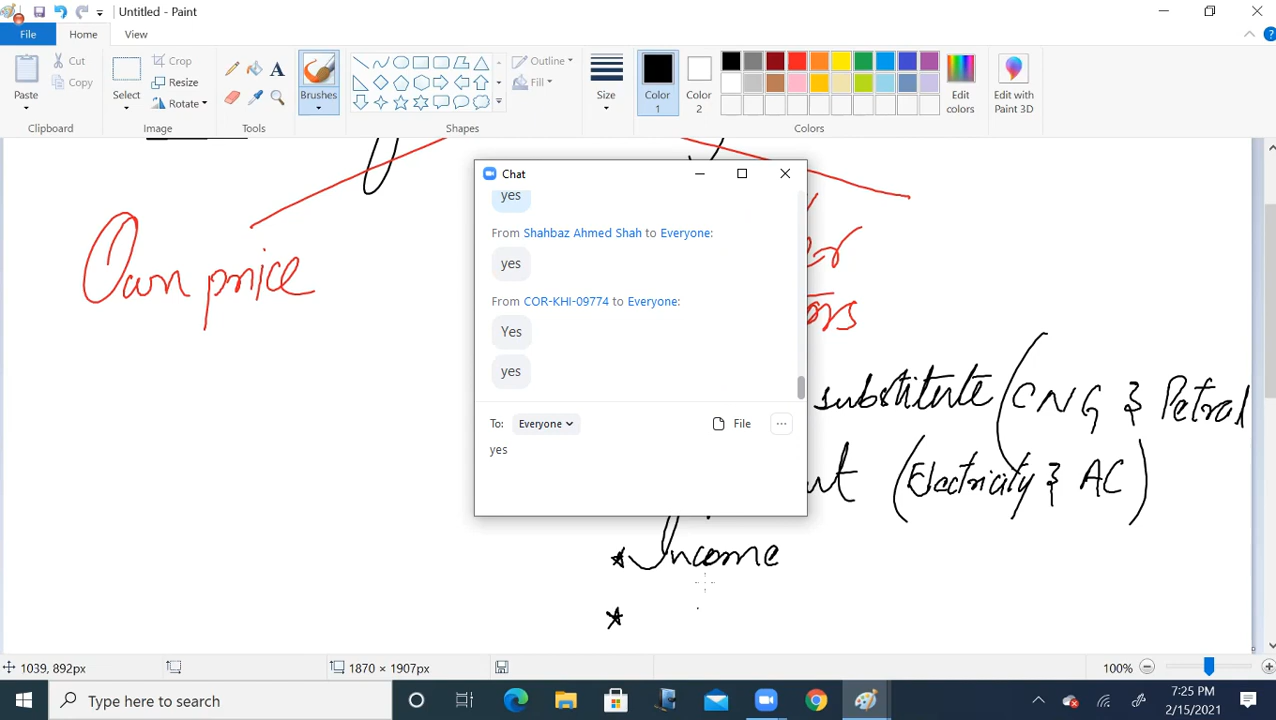 Untitled - Paint
File
Home
View
Paste
Cut
Copy
Clipboard
Select
Crop
Resize
Rotate
Image
Tools
Brushes
Shapes
Outline
Fill
Size
Color
1
Color
2
Edit
colors
Edit with
Paint 3D
Colors
Own price
substitute (CNG & Petrol
(Electricity & AC)
* Income
*
Chat
yes
From Shahbaz Ahmed Shah to Everyone:
yes
From COR-KHI-09774 to Everyone:
Yes
yes
To: Everyone
File
...
yes
1039, 892px
1870 × 1907px
100%
Type here to search
7:25 PM
2/15/2021